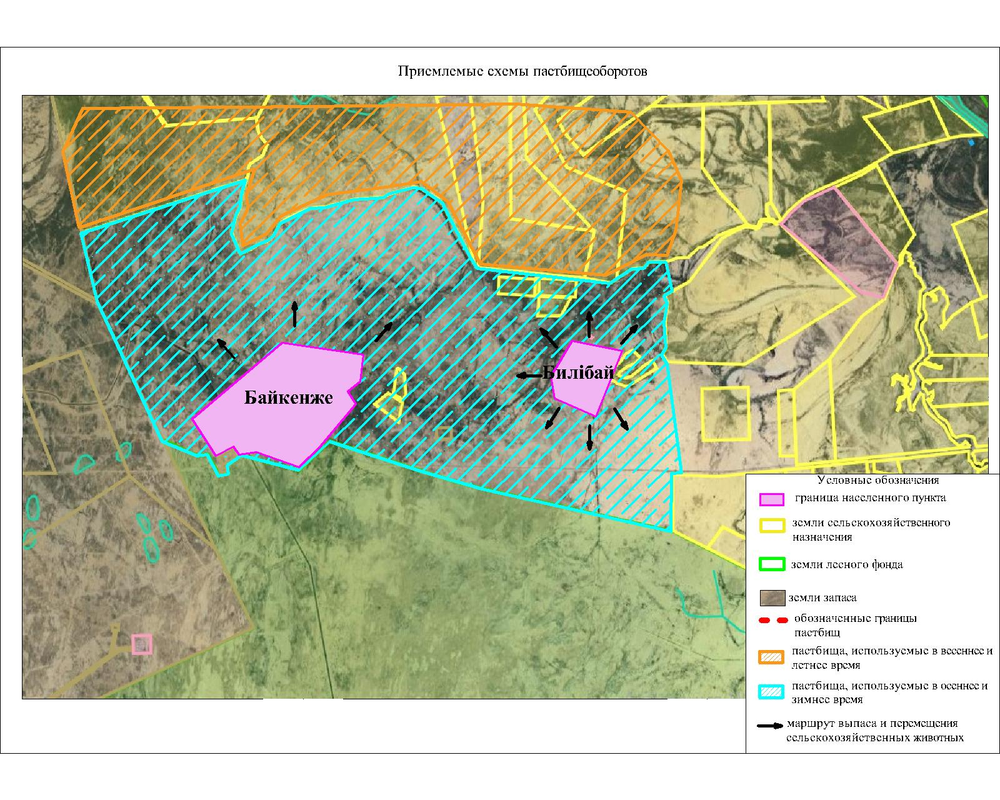 Приемлемые схемы пастбищеоборотов
Билібай
Байкенже
Условные обозначения
граница населенного пункта
земли сельскохозяйственного
назначения
земли лесного фонда
земли запаса
обозначенные границы
пастбищ
пастбища, используемые в весеннее и
летнее время
пастбища, используемые в осеннее и
зимнее время
маршрут выпаса и перемещения
сельскохозяйственных животных